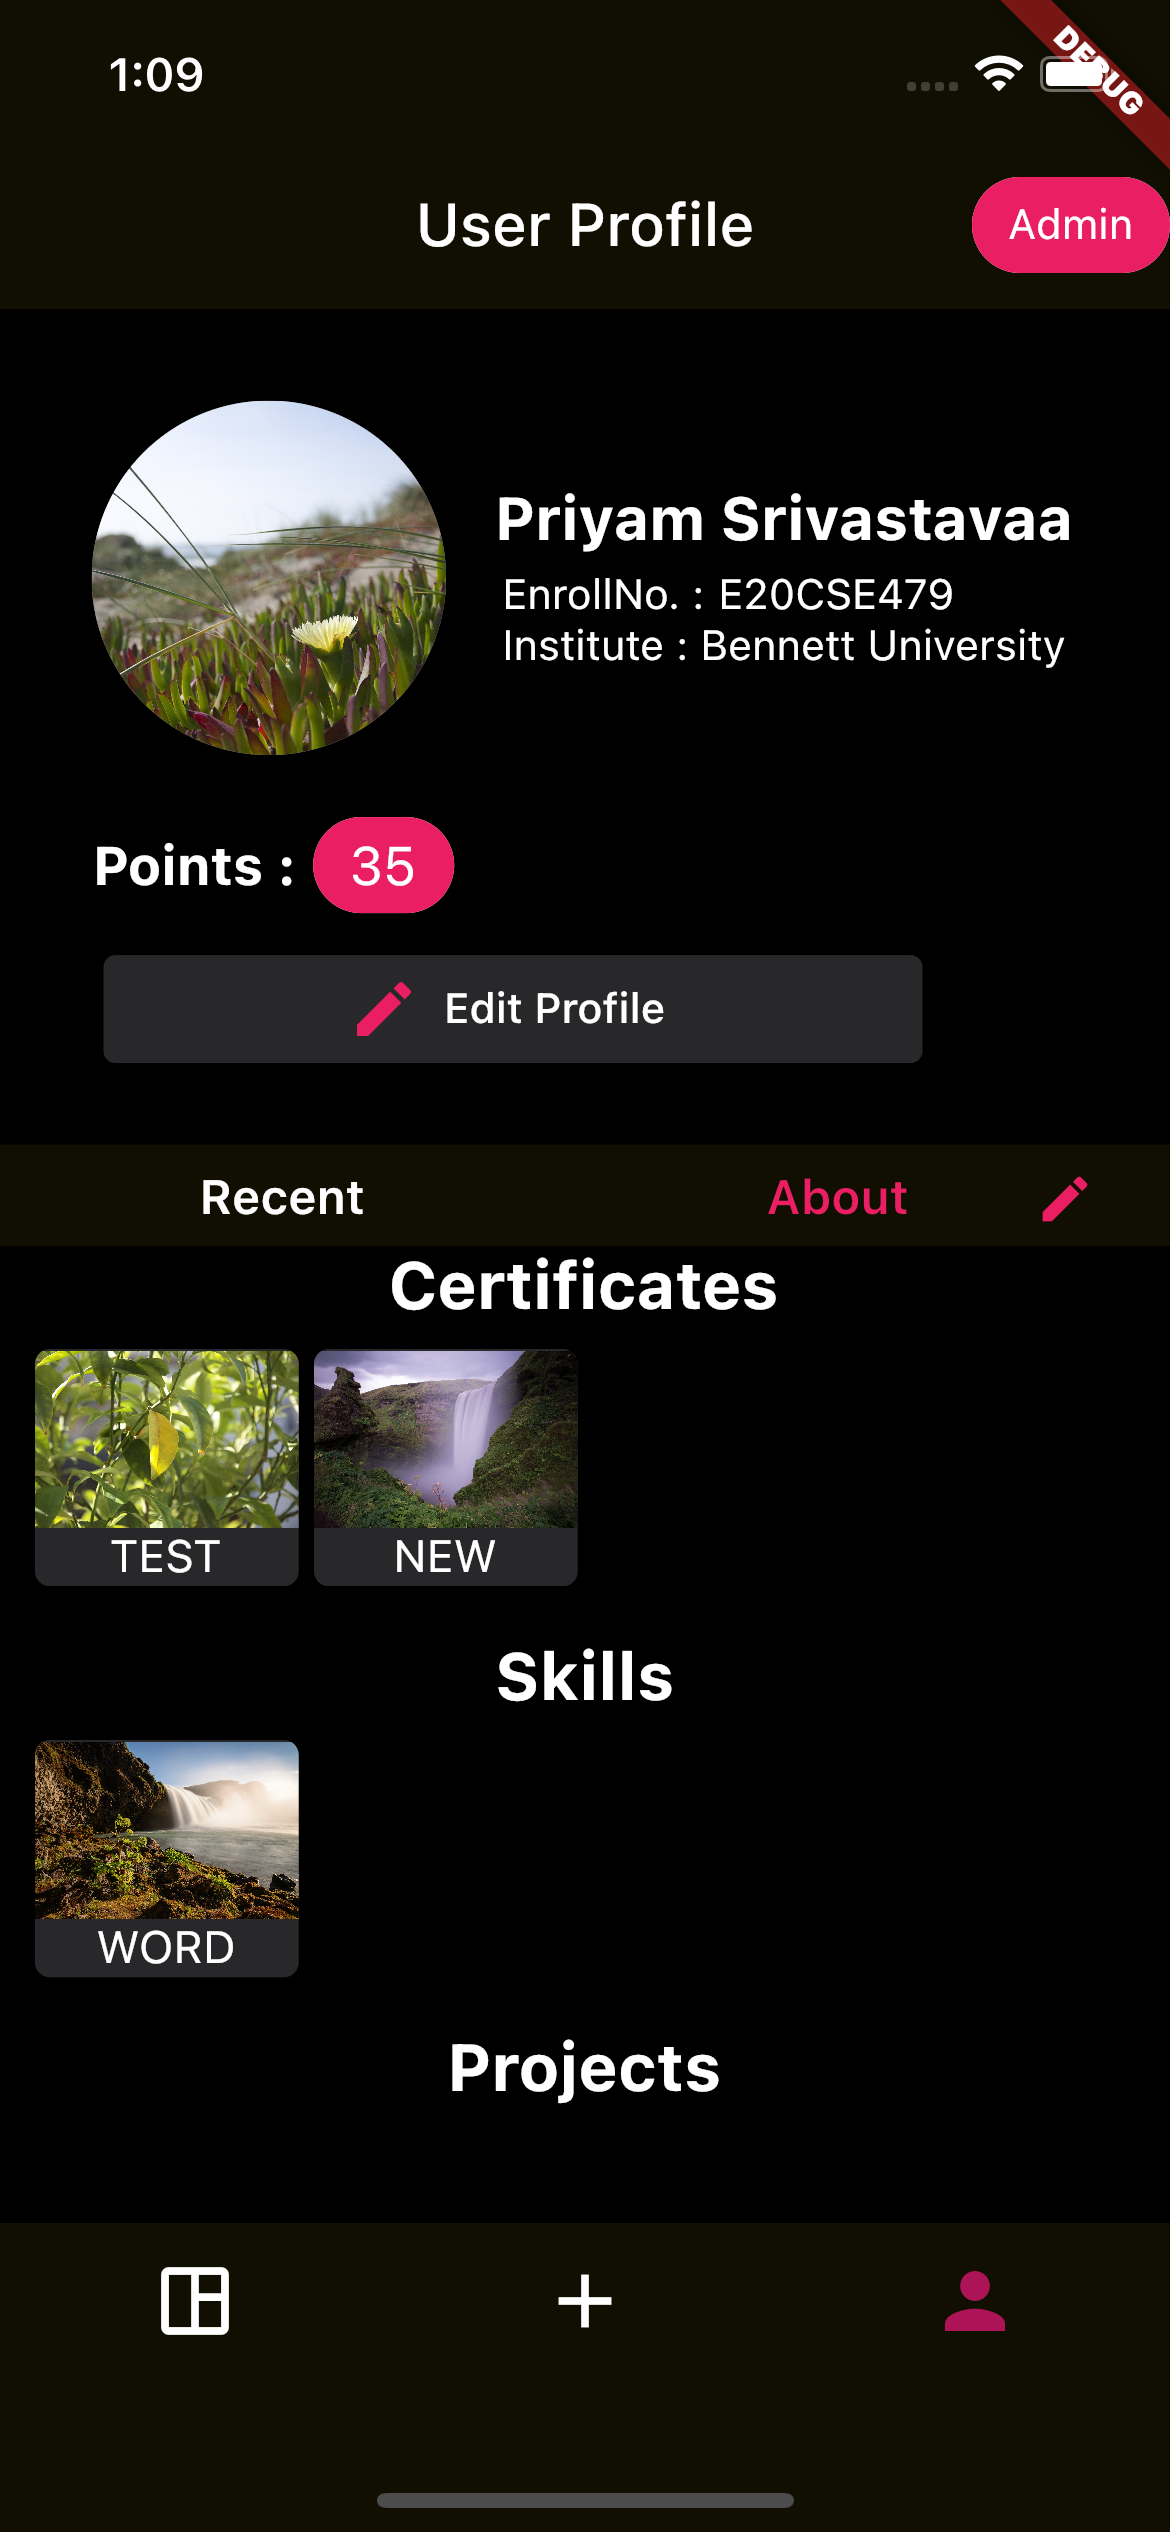 1:09
DEBUG
User Profile
Admin
Priyam Srivastavaa
EnrollNo. : E20CSE479
Institute : Bennett University
Points : 35
Edit Profile
Recent
About
Certificates
TEST
NEW
Skills
WORD
Projects